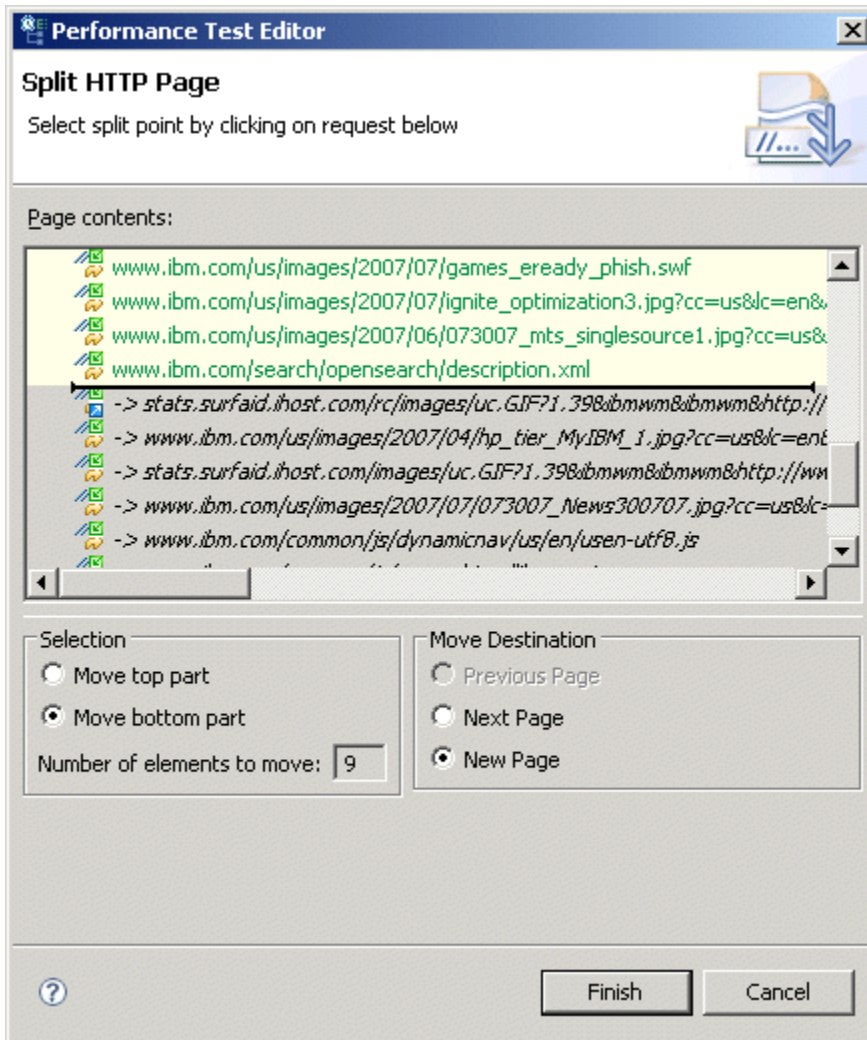 Performance Test Editor
Split HTTP Page
Select split point by clicking on request below
//...
Page contents:
www.ibm.com/us/images/2007/07/games_eready_phish.swf
www.ibm.com/us/images/2007/07/ignite_optimization3.jpg?cc=us&lc=en&
www.ibm.com/us/images/2007/06/073007_mts_singlesource1.jpg?cc=us&
www.ibm.com/search/opensearch/description.xml
-> stats.surfaid.ihost.com/rc/images/uc.GIF?1.39&ibmwm&ibmwm&http://
-> www.ibm.com/us/images/2007/04/hp_tier_MyIBM_1.jpg?cc=us&lc=en&
-> stats.surfaid.ihost.com/images/uc.GIF?1.39&ibmwm&ibmwm&http://ww
-> www.ibm.com/us/images/2007/07/073007_News300707.jpg?cc=us&lc=
-> www.ibm.com/common/js/dynamicnav/us/en/usen-utf8.js
Selection
Move top part
Move bottom part
Number of elements to move: 9
Move Destination
Previous Page
Next Page
New Page
? Finish Cancel